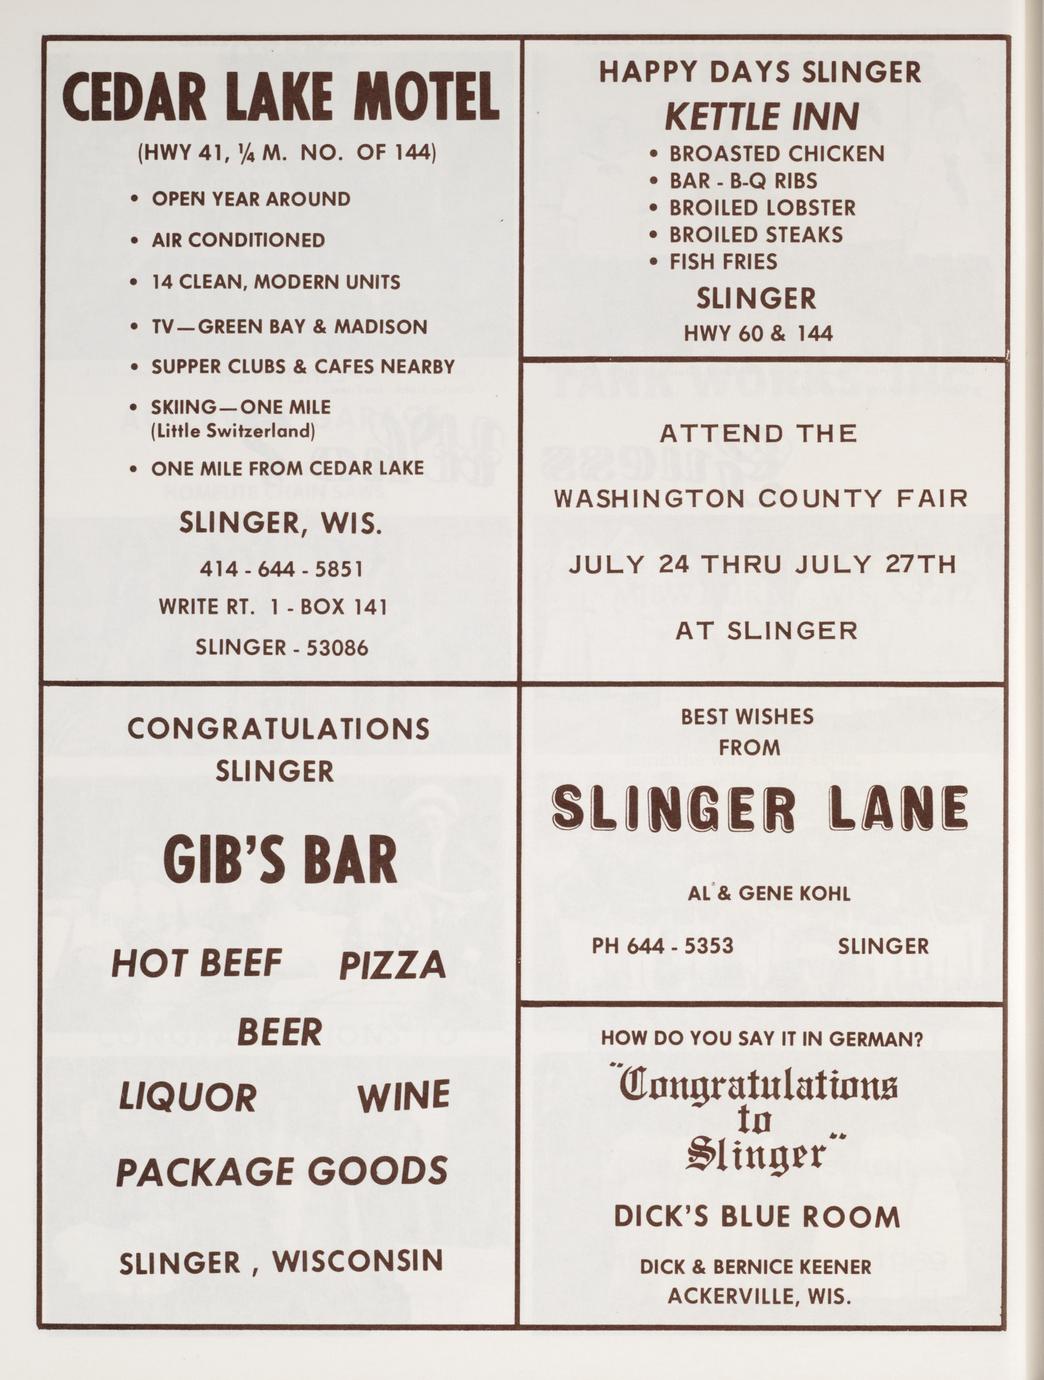 CEDAR LAKE MOTEL
(HWY 41, ¼ M. NO. OF 144)
• OPEN YEAR AROUND
• AIR CONDITIONED
• 14 CLEAN, MODERN UNITS
• TV—GREEN BAY & MADISON
• SUPPER CLUBS & CAFES NEARBY
• SKIING—ONE MILE
(Little Switzerland)
• ONE MILE FROM CEDAR LAKE
SLINGER, WIS.
414 - 644 - 5851
WRITE RT. 1 - BOX 141
SLINGER - 53086
HAPPY DAYS SLINGER
KETTLE INN
• BROASTED CHICKEN
• BAR - B-Q RIBS
• BROILED LOBSTER
• BROILED STEAKS
• FISH FRIES
SLINGER
HWY 60 & 144
ATTEND THE
WASHINGTON COUNTY FAIR
JULY 24 THRU JULY 27TH
AT SLINGER
CONGRATULATIONS
SLINGER
GIB'S BAR
HOT BEEF PIZZA
BEER
LIQUOR WINE
PACKAGE GOODS
SLINGER , WISCONSIN
BEST WISHES
FROM
SLINGER LANE
AL & GENE KOHL
PH 644 - 5353 SLINGER
HOW DO YOU SAY IT IN GERMAN?
"Congratulations
to
Slinger"
DICK'S BLUE ROOM
DICK & BERNICE KEENER
ACKERVILLE, WIS.